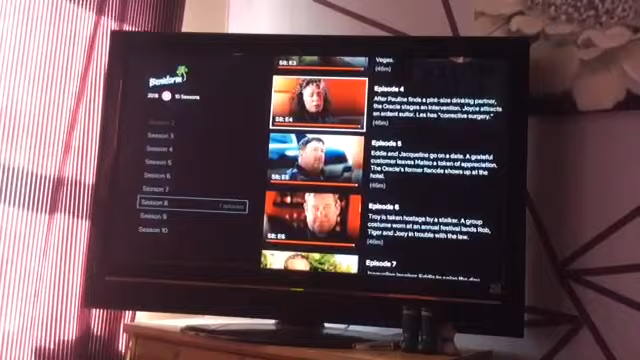 Benidorm
2018 10 Seasons
Season 2
Season 3
Season 4
Season 5
Season 6
Season 7
Season 8 7 episodes
Season 9
Season 10
S8: E3
Vegas.
(46m)
Episode 4
After Pauline finds a pint-size drinking partner,
the Oracle stages an intervention. Joyce attracts
an ardent suitor. Les has "corrective surgery."
(46m)
S8: E4
Episode 5
Eddie and Jacqueline go on a date. A grateful
customer leaves Mateo a token of appreciation.
The Oracle's former fiancée shows up at the
hotel.
(46m)
S8: E5
Episode 6
Troy is taken hostage by a stalker. A group
costume worn at an annual festival lands Rob,
Tiger and Joey in trouble with the law.
(46m)
S8: E6
Episode 7